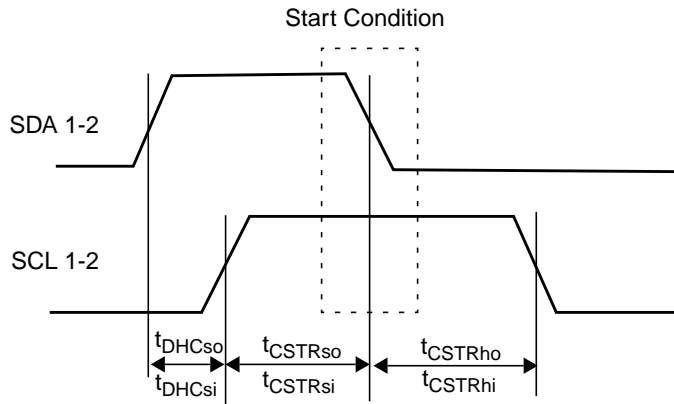 Start Condition
SDA 1-2
SCL 1-2
tDHCso
tCSTRso
tCSTRho
tDHCsi
tCSTRsi
tCSTRhi